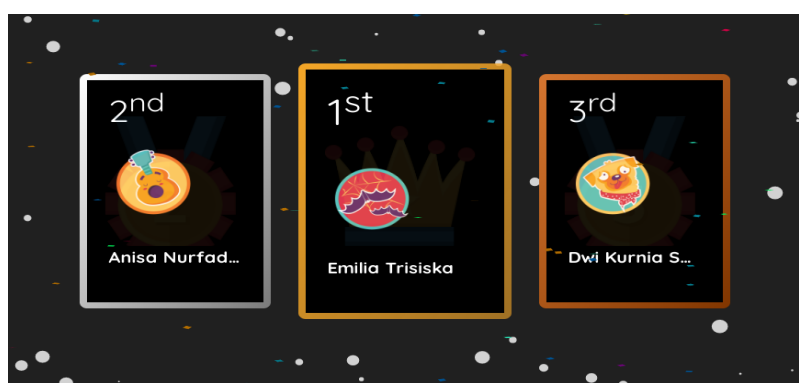 2nd
Anisa Nurfad...
1st
Emilia Trisiska
3rd
Dwi Kurnia S...